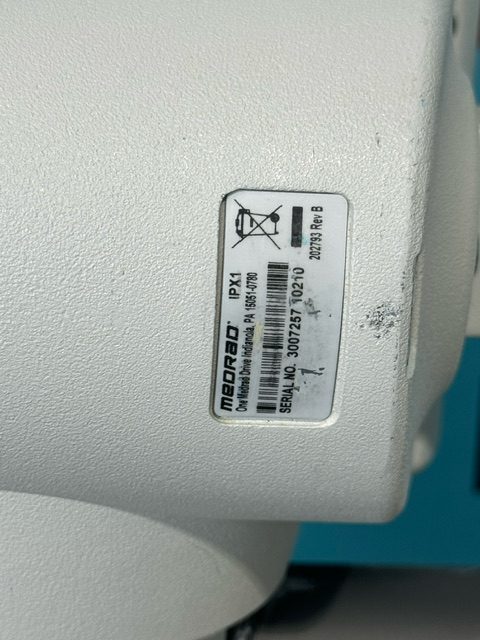 MEDRAD IPX1
One Medrad Drive Indianola, PA 15051-0780
SERIAL NO. 3007257 10210
202793 Rev B